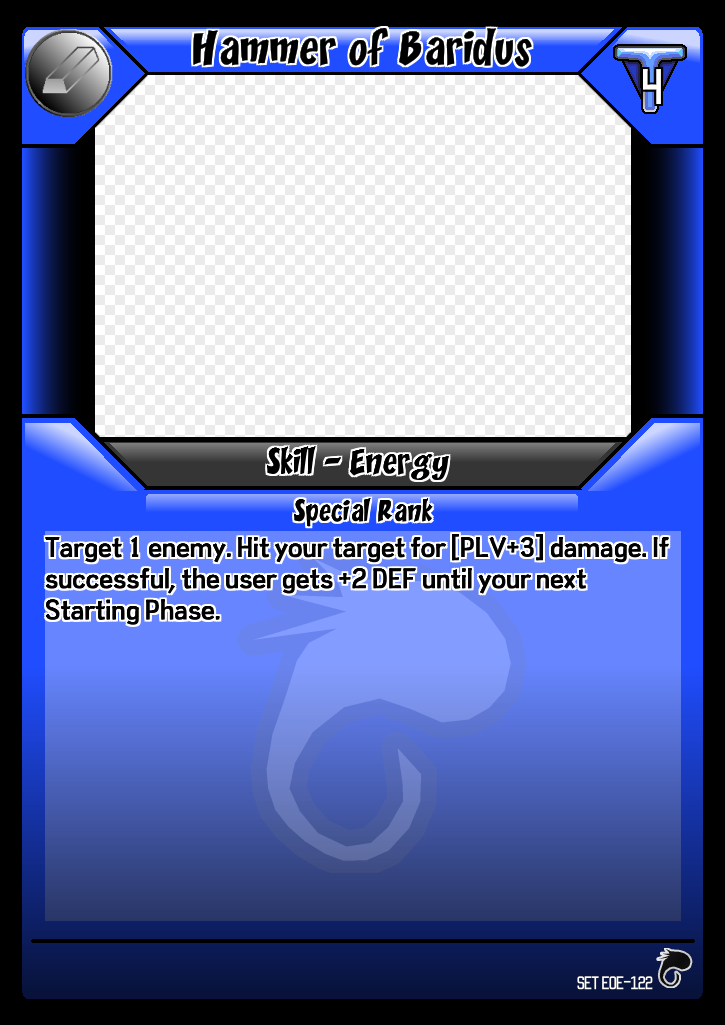 Hammer of Baridus
4
Skill - Energy
Special Rank
Target 1 enemy. Hit your target for [PLV+3] damage. If
successful, the user gets +2 DEF until your next
Starting Phase.
SET EOE-122